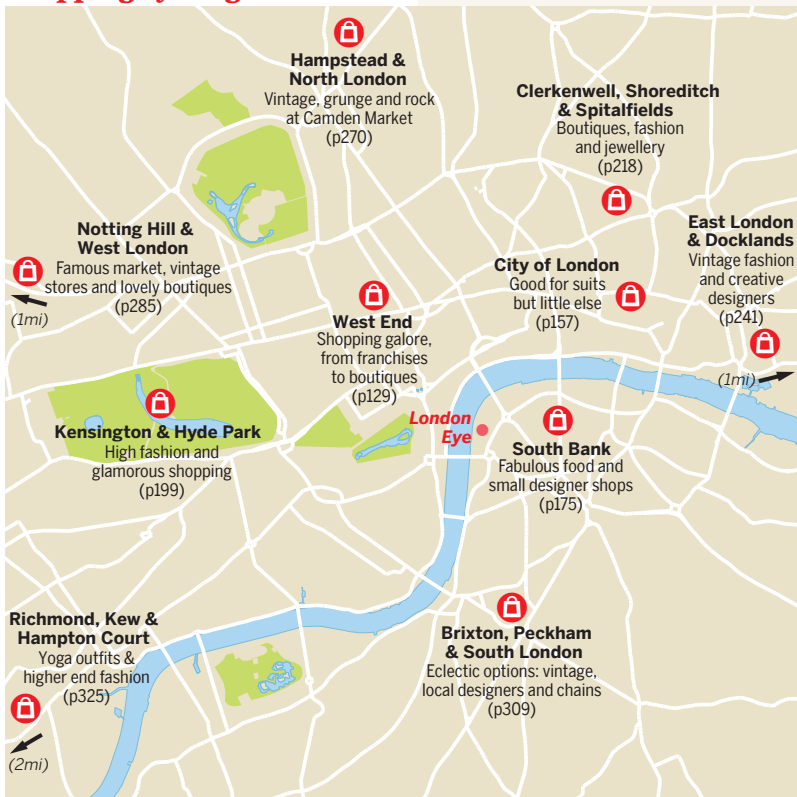 Hampstead &
North London
Vintage, grunge and rock
at Camden Market
(p270)
Clerkenwell, Shoreditch
& Spitalfields
Boutiques, fashion
and jewellery
(p218)
Notting Hill &
West London
Famous market, vintage
stores and lovely boutiques
(p285)
(1mi)
West End
Shopping galore,
from franchises
to boutiques
(p129)
City of London
Good for suits
but little else
(p157)
East London
& Docklands
Vintage fashion
and creative
designers
(p241)
(1mi)
Kensington & Hyde Park
High fashion and
glamorous shopping
(p199)
London
Eye
South Bank
Fabulous food and
small designer shops
(p175)
Richmond, Kew &
Hampton Court
Yoga outfits &
higher end fashion
(p325)
(2mi)
Brixton, Peckham
& South London
Eclectic options: vintage,
local designers and chains
(p309)